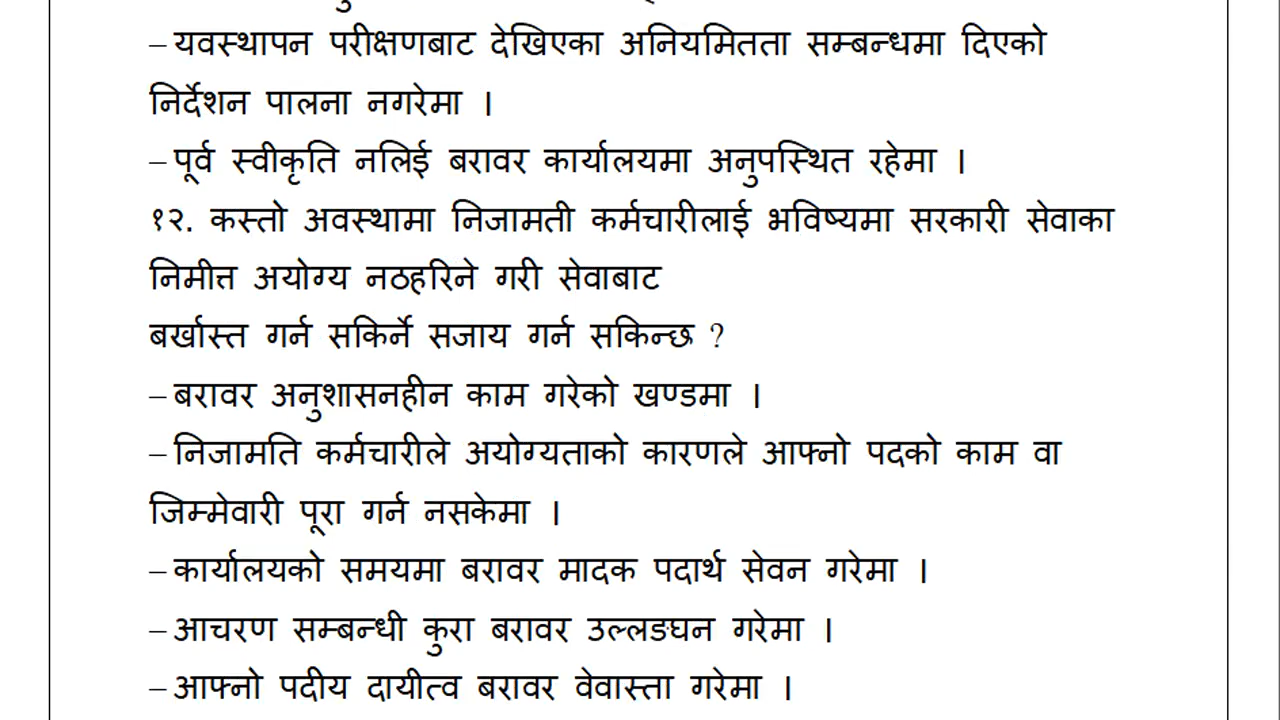 –यवस्थापन परीक्षणबाट देखिएका अनियमितता सम्बन्धमा दिएको
निर्देशन पालना नगरेमा ।
–पूर्व स्वीकृति नलिई बरावर कार्यालयमा अनुपस्थित रहेमा ।
१२. कस्तो अवस्थामा निजामती कर्मचारीलाई भविष्यमा सरकारी सेवाका
निमीत्त अयोग्य नठहरिने गरी सेवाबाट
बर्खास्त गर्न सकिर्ने सजाय गर्न सकिन्छ ?
–बरावर अनुशासनहीन काम गरेको खण्डमा ।
–निजामति कर्मचारीले अयोग्यताको कारणले आफ्नो पदको काम वा
जिम्मेवारी पूरा गर्न नसकेमा ।
–कार्यालयको समयमा बरावर मादक पदार्थ सेवन गरेमा ।
–आचरण सम्बन्धी कुरा बरावर उल्लङघन गरेमा ।
–आफ्नो पदीय दायीत्व बरावर वेवास्ता गरेमा ।